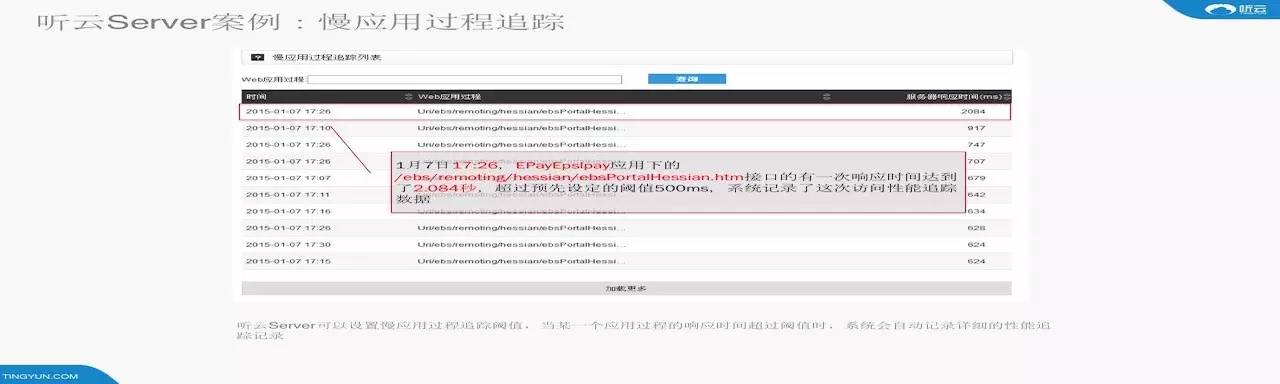 听云Server案例：慢应用过程追踪
听云
慢应用过程追踪列表
Web应用过程
查询
时间 Web应用过程 服务器响应时间(ms)
2015-01-07 17:26 Url/ebs/remoting/hessian/ebsPortalHessi... 2084
2015-01-07 17:10 Url/ebs/remoting/hessian/ebsPortalHessi... 917
2015-01-07 17:26 Url/ebs/remoting/hessian/ebsPortalHessi... 747
2015-01-07 17:26 707
2015-01-07 17:07 679
2015-01-07 17:11 642
2015-01-07 17:16 634
1月7日17:26，EPayEpsipay应用下的
/ebs/remoting/hessian/ebsPortalHessian.htm接口的有一次响应时间达到
了2.084秒，超过预先设定的阈值500ms，系统记录了这次访问性能追踪
数据
2015-01-07 17:26 Url/ebs/remoting/hessian/ebsPortalHessi... 628
2015-01-07 17:30 Url/ebs/remoting/hessian/ebsPortalHessi... 624
2015-01-07 17:15 Url/ebs/remoting/hessian/ebsPortalHessi... 624
加载更多
听云Server可以设置慢应用过程追踪阈值，当某一个应用过程的响应时间超过阈值时，系统会自动记录详细的性能追
踪记录
TINGYUN.COM